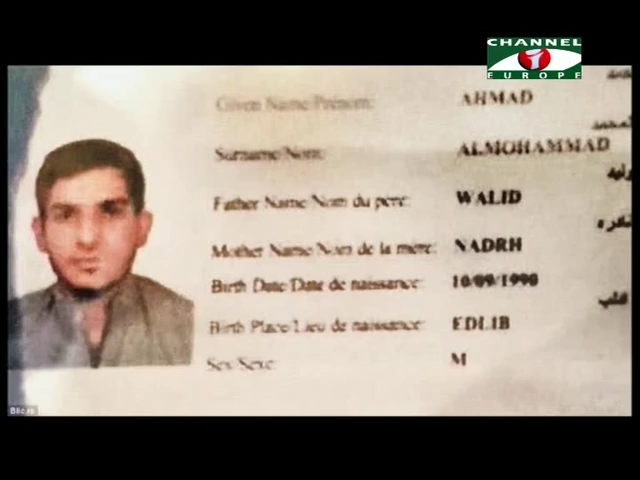 CHANNEL
i
EUROPE
Given Name/Prénom: AHMAD
Surname/Nom: ALMOHAMMAD
Father Name/Nom du père: WALID
Mother Name/Nom de la mère: NADRH
Birth Date/Date de naissance: 10/09/1990
Birth Place/Lieu de naissance: EDLIB
Sex/Sexe: M
Blic.rs